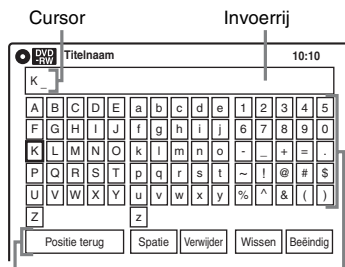 Cursor Invoerrij
DVD -RW Titelnaam 10:10
K _
A B C D E a b c d e 1 2 3 4 5
F G H I J f g h i j 6 7 8 9 0
K L M N O k l m n o - _ + = .
P Q R S T p q r s t ~ ! @ # $
U V W X Y u v w x y % ^ & ( )
Z z
Positie terug Spatie Verwijder Wissen Beëindig